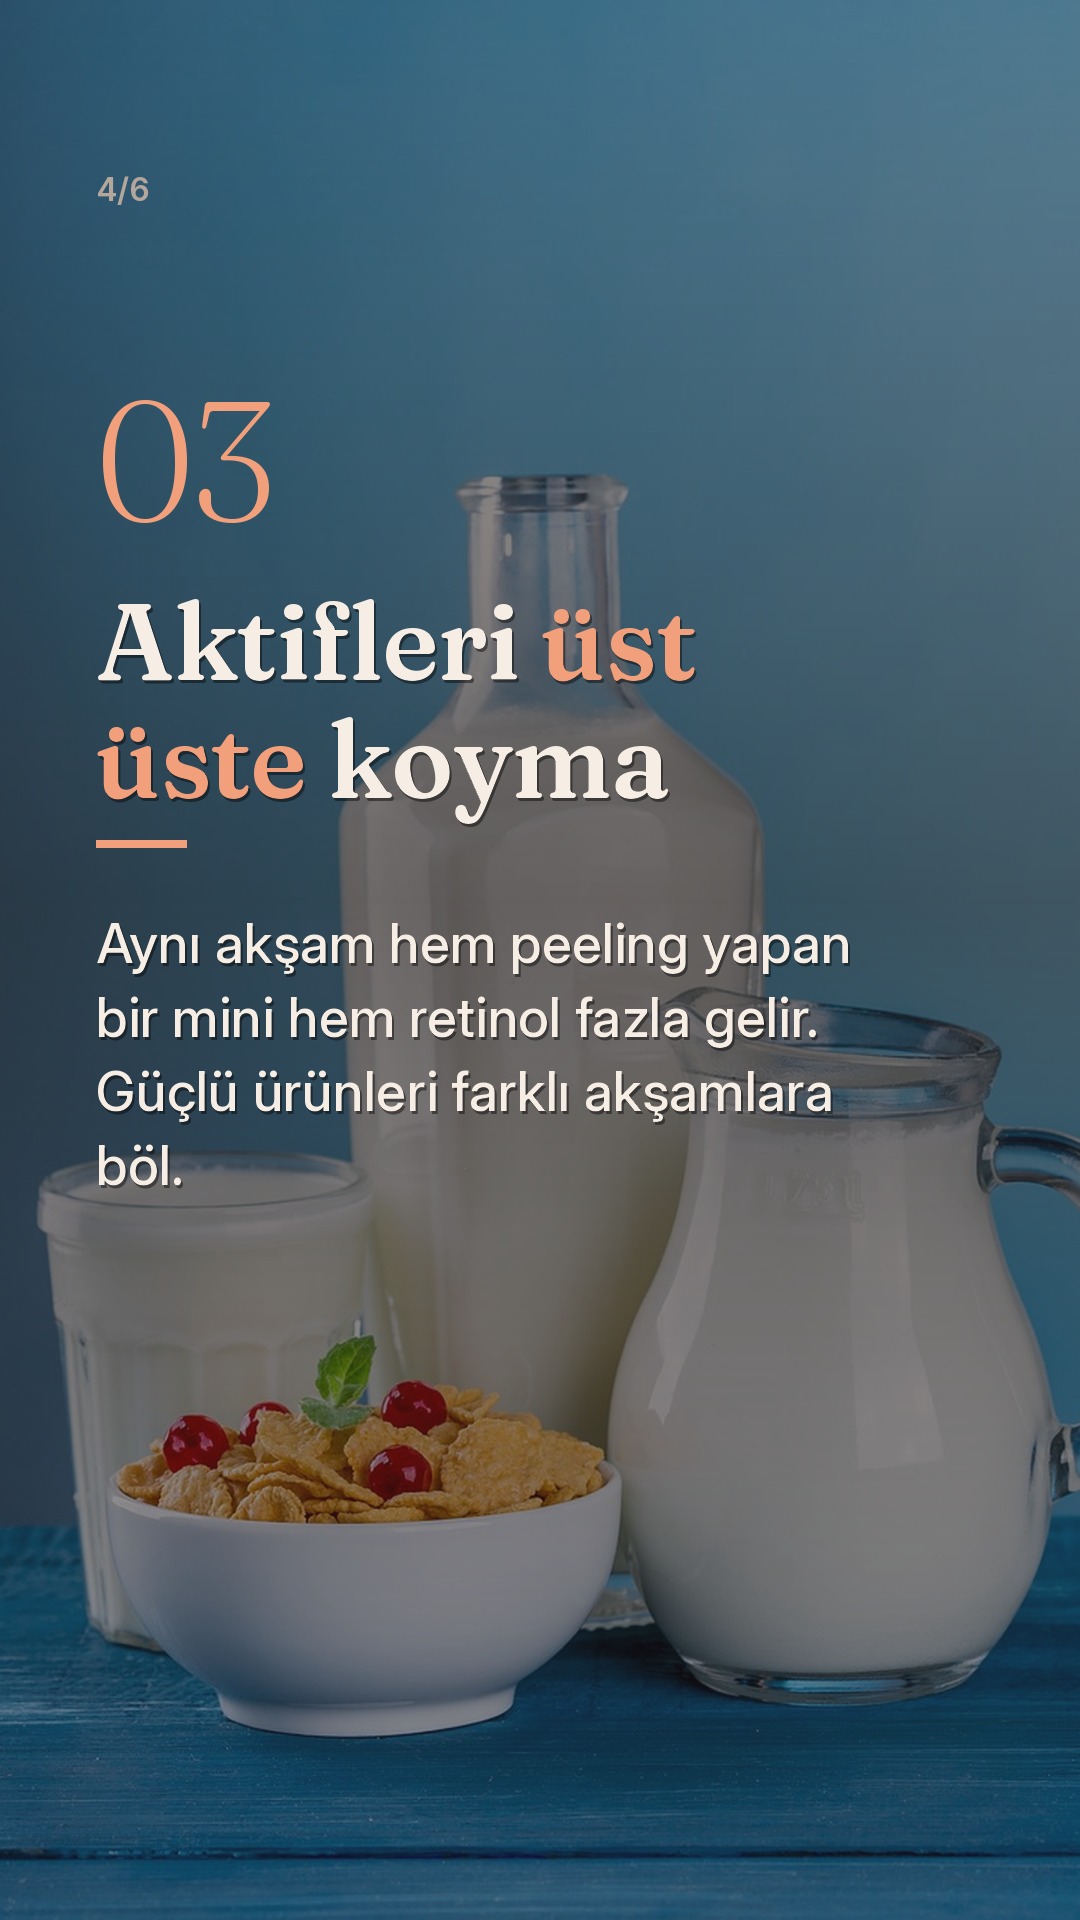 4/6
03
Aktifleri üst
üste koyma
Aynı akşam hem peeling yapan
bir mini hem retinol fazla gelir.
Güçlü ürünleri farklı akşamlara
böl.